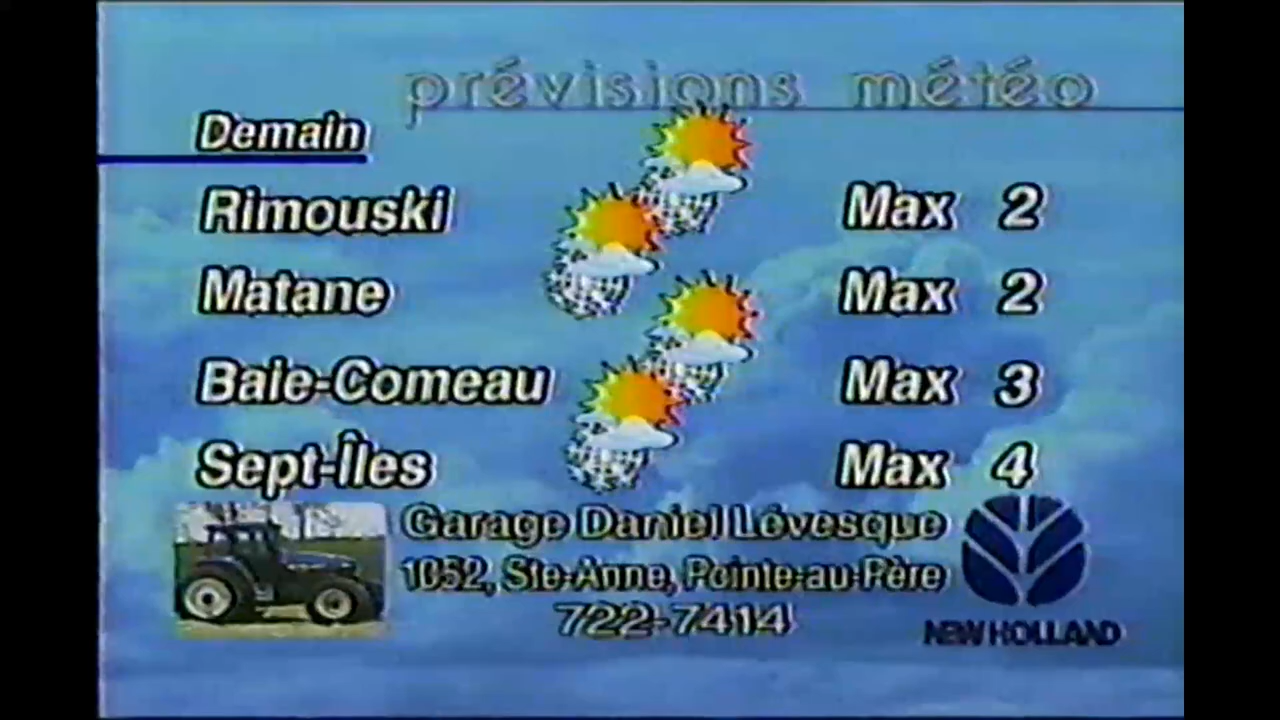 prévisions météo
Demain
Rimouski Max 2
Matane Max 2
Baie-Comeau Max 3
Sept-Îles Max 4
Garage Daniel Lévesque
1052, Ste-Anne, Pointe-au-Père
722-7414
NEW HOLLAND